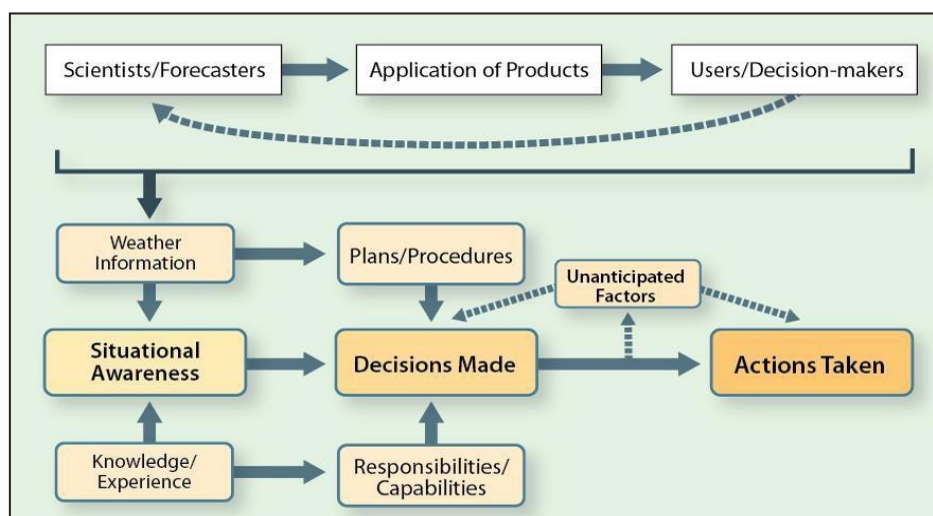 Scientists/Forecasters
Application of Products
Users/Decision-makers
Weather
Information
Plans/Procedures
Unanticipated
Factors
Situational
Awareness
Decisions Made
Actions Taken
Knowledge/
Experience
Responsibilities/
Capabilities